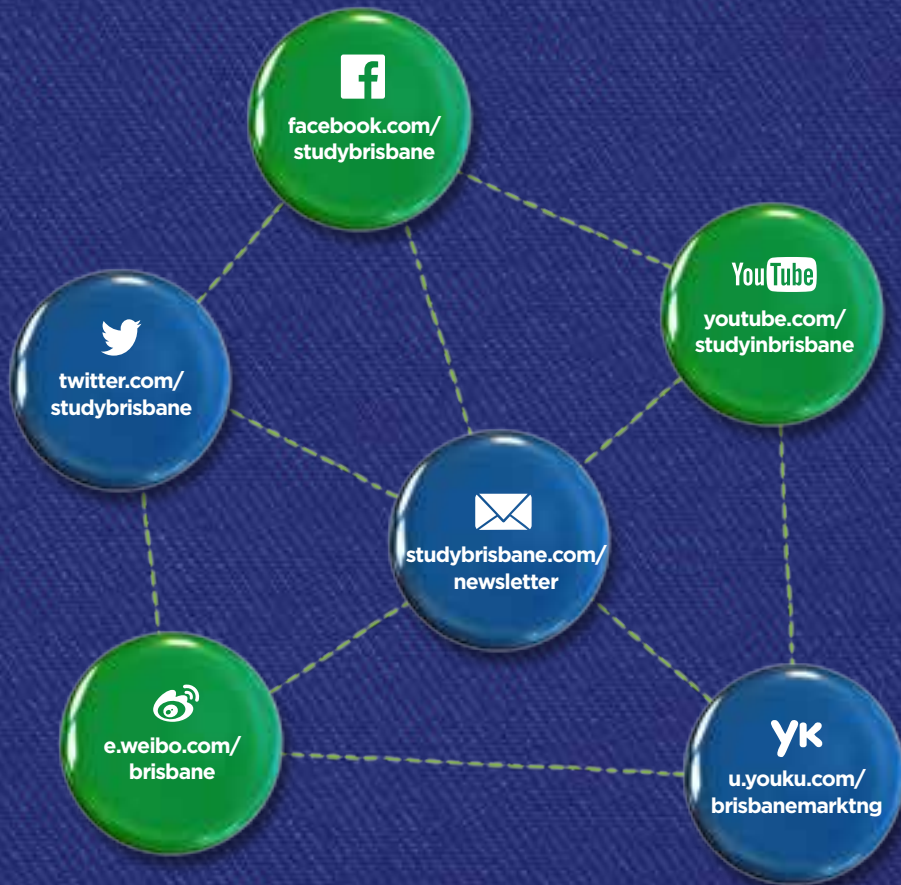 facebook.com/
studybrisbane
YouTube
youtube.com/
studyinbrisbane
twitter.com/
studybrisbane
studybrisbane.com/
newsletter
e.weibo.com/
brisbane
YK
u.youku.com/
brisbanemarktng